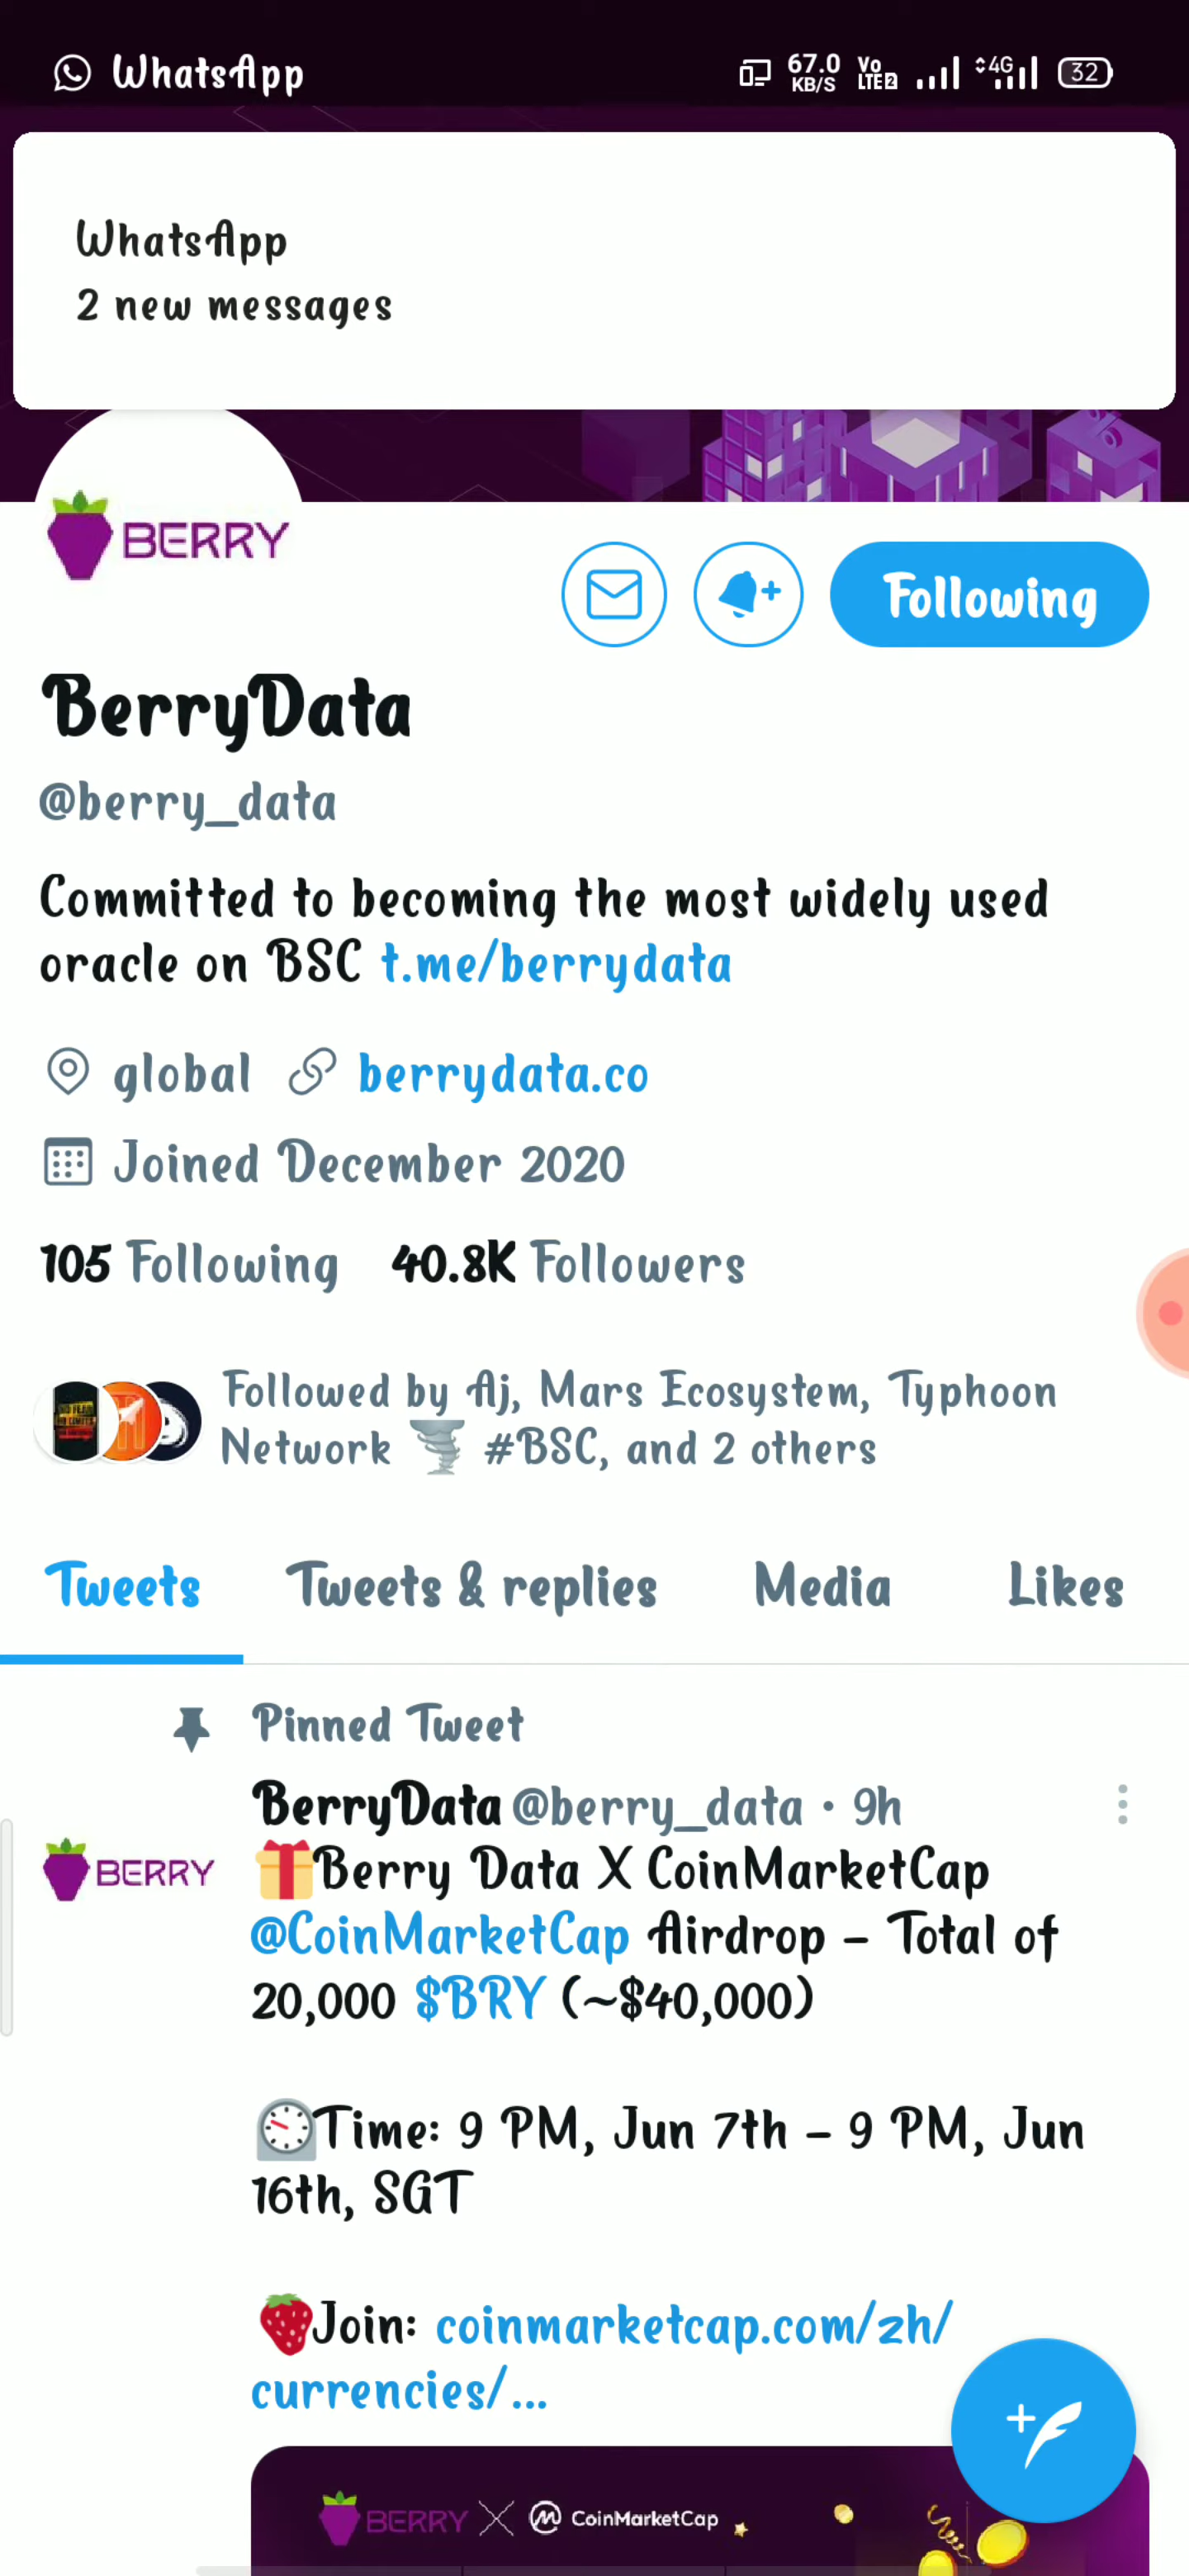 WhatsApp 67.0 KB/S Vo LTE2 4G 32
WhatsApp
2 new messages
BERRY
Following
BerryData
@berry_data
Committed to becoming the most widely used
oracle on BSC t.me/berrydata
global berrydata.co
Joined December 2020
105 Following 40.8K Followers
Followed by Aj, Mars Ecosystem, Typhoon
Network 🌪 #BSC, and 2 others
Tweets Tweets & replies Media Likes
Pinned Tweet
BerryData @berry_data · 9h
BERRY
🎁Berry Data X CoinMarketCap
@CoinMarketCap Airdrop – Total of
20,000 $BRY (~$40,000)
⏲Time: 9 PM, Jun 7th – 9 PM, Jun
16th, SGT
🍓Join: coinmarketcap.com/zh/
currencies/...
BERRY X CoinMarketCap